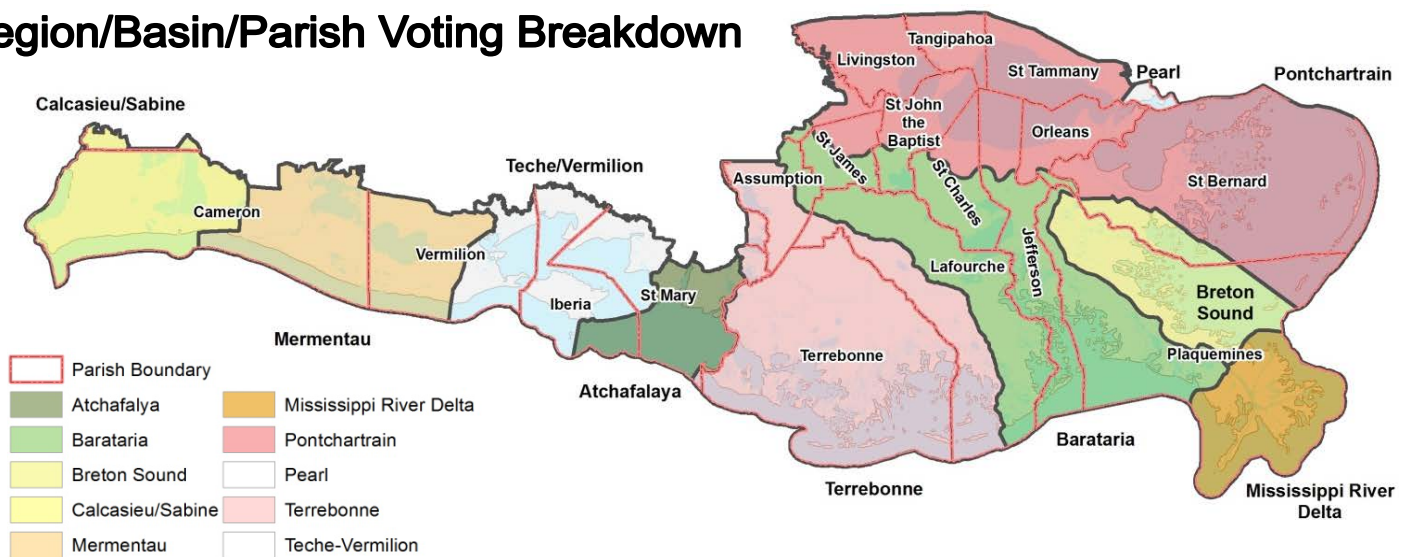 egion/Basin/Parish Voting Breakdown
Tangipahoa
Livingston
St Tammany
Pearl
Pontchartrain
Calcasieu/Sabine
St John
the
Baptist
Orleans
Teche/Vermilion
St James
Assumption
St Charles
St Bernard
Cameron
Vermilion
Jefferson
Lafourche
Iberia
St Mary
Breton
Sound
Mermentau
Terrebonne
Plaquemines
Atchafalaya
Barataria
Terrebonne
Mississippi River
Delta
Parish Boundary
Atchafalya
Mississippi River Delta
Barataria
Pontchartrain
Breton Sound
Pearl
Calcasieu/Sabine
Terrebonne
Mermentau
Teche-Vermilion